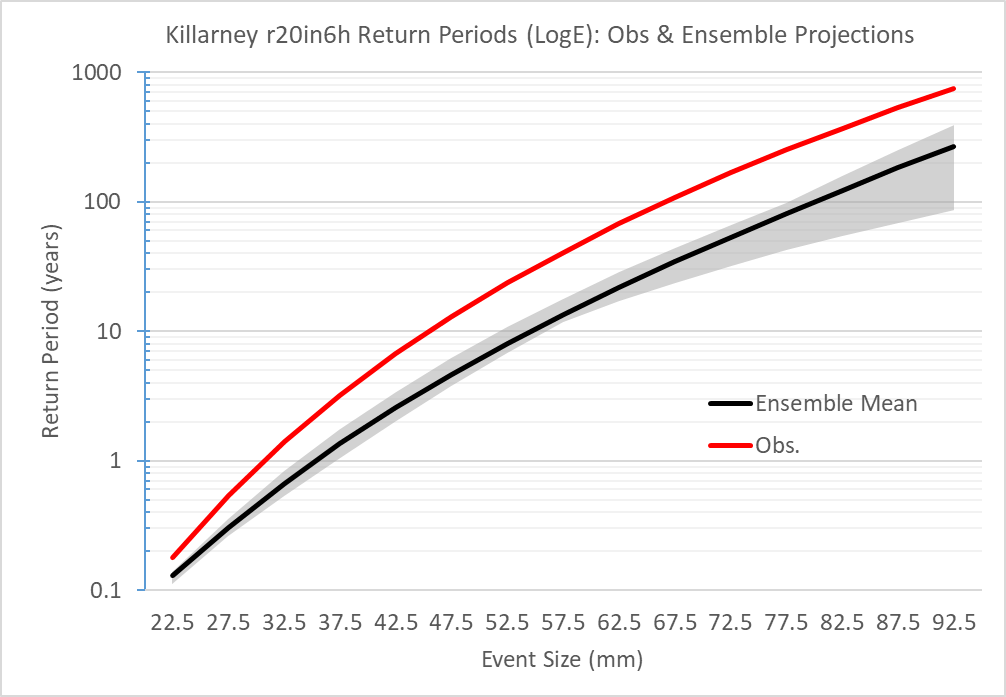 Killarney r20in6h Return Periods (LogE): Obs & Ensemble Projections
1000
100
10
1
0.1
Return Period (years)
Ensemble Mean
Obs.
22.5 27.5 32.5 37.5 42.5 47.5 52.5 57.5 62.5 67.5 72.5 77.5 82.5 87.5 92.5
Event Size (mm)